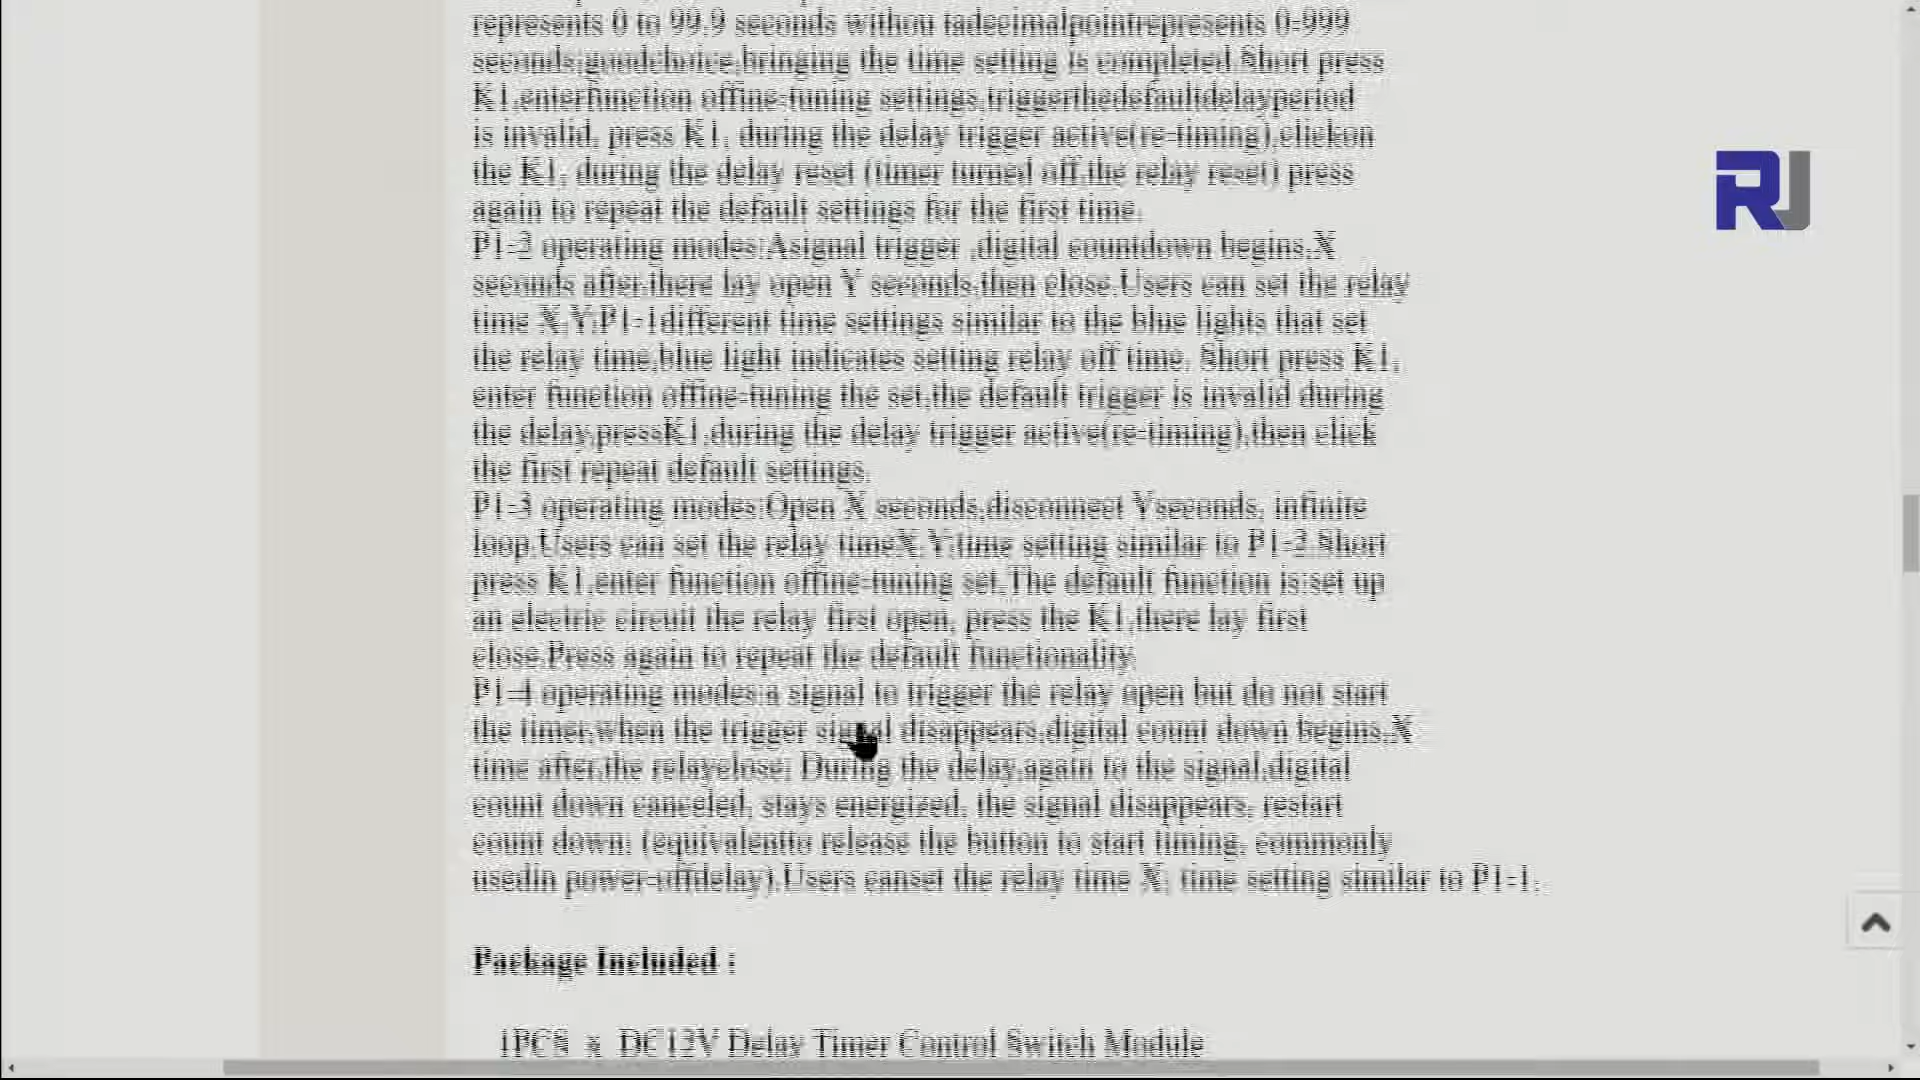 represents 0 to 99.9 seconds withou tadecimalpointrepresents 0-999
seconds;goodchoice,bringing the time setting is completed.Short press
K1,enterfunction offine-tuning settings,triggerthedefaultdelayperiod
is invalid, press K1, during the delay trigger active(re-timing),clickon
the K1, during the delay reset (timer turned off,the relay reset) press
again to repeat the default settings for the first time.
P1-2 operating modes:Asignal trigger ,digital countdown begins,X
seconds after,there lay open Y seconds,then close.Users can set the relay
time X,Y;P1-1different time settings similar to the blue lights that set
the relay time,blue light indicates setting relay off time. Short press K1,
enter function offine-tuning the set,the default trigger is invalid during
the delay,pressK1,during the delay trigger active(re-timing),then click
the first repeat default settings.
P1-3 operating modes:Open X seconds,disconnect Yseconds, infinite
loop.Users can set the relay timeX,Y;time setting similar to P1-2.Short
press K1,enter function offine-tuning set.The default function is:set up
an electric circuit the relay first open, press the K1,there lay first
close.Press again to repeat the default functionality.
P1-4 operating modes:a signal to trigger the relay open but do not start
the timer,when the trigger signal disappears,digital count down begins,X
time after,the relayclose; During the delay,again to the signal,digital
count down canceled, stays energized, the signal disappears, restart
count down; (equivalentto release the button to start timing, commonly
usedin power-offdelay).Users canset the relay time X; time setting similar to P1-1.
Package Included :
1PCS x DC12V Delay Timer Control Switch Module
RJ